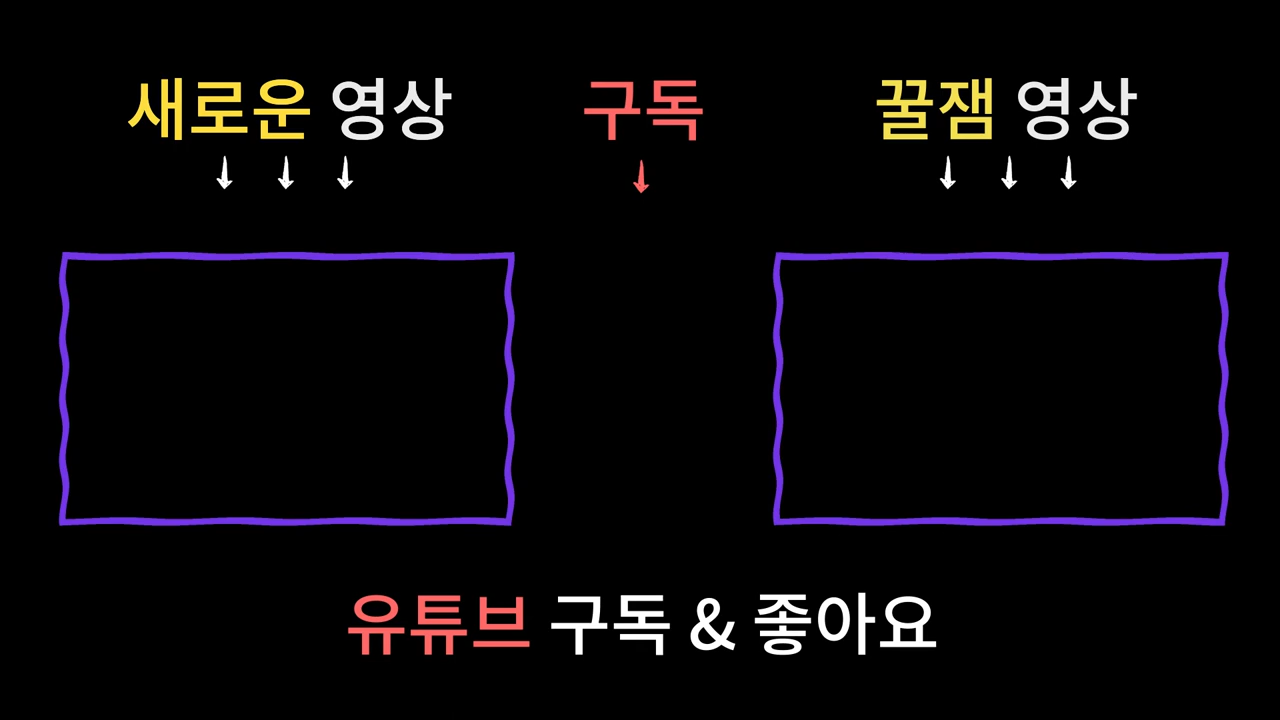 새로운 영상
구독
꿀잼 영상
유튜브 구독 & 좋아요